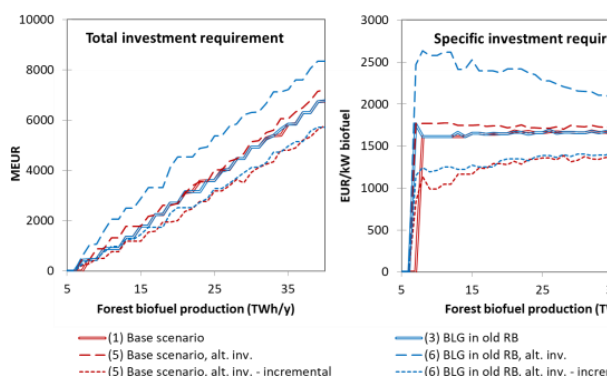 Total investment requirement
MEUR
10000
8000
6000
4000
2000
0
5
15
25
35
Forest biofuel production (TWh/y)
Specific investment requir
EUR/kW biofuel
3000
2500
2000
1500
1000
500
0
5
15
25
3
Forest biofuel production (T
(1) Base scenario
(5) Base scenario, alt. inv.
(5) Base scenario, alt. inv. - incremental
(3) BLG in old RB
(6) BLG in old RB, alt. inv.
(6) BLG in old RB, alt. inv. - incre